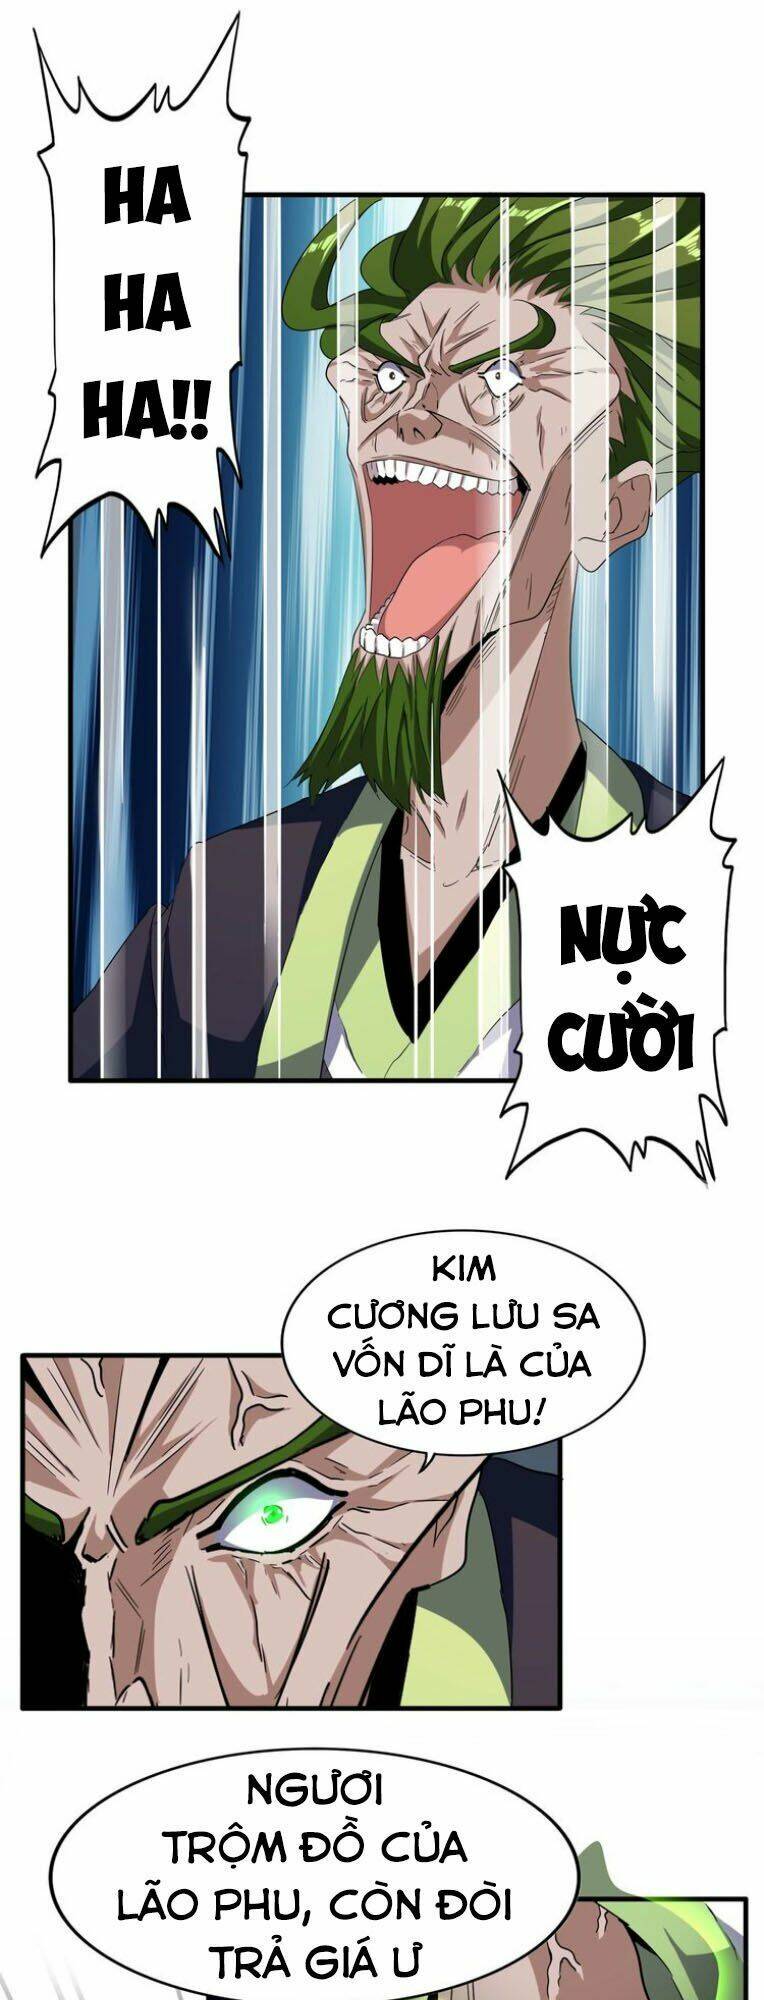 HA
HA
HA!!
NỰC
CƯỜI
KIM
CƯƠNG LƯU SA
VỐN DĨ LÀ CỦA
LÃO PHU!
NGƯƠI
TRỘM ĐỒ CỦA
LÃO PHU, CÒN ĐÒI
TRẢ GIÁ Ư